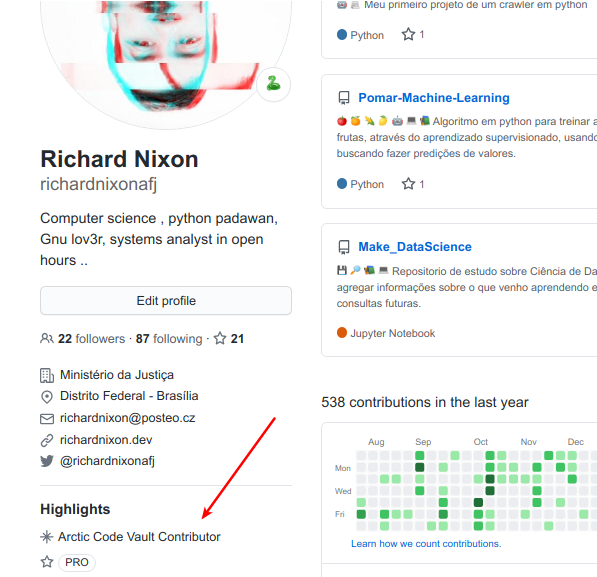 Richard Nixon
richardnixonafj
Computer science , python padawan,
Gnu lov3r, systems analyst in open
hours ..
Edit profile
22 followers · 87 following · 21
Ministério da Justiça
Distrito Federal - Brasília
richardnixon@posteo.cz
richardnixon.dev
@richardnixonafj
Highlights
Arctic Code Vault Contributor
PRO
Meu primeiro projeto de um crawler em python
Python 1
Pomar-Machine-Learning
Algoritmo em python para treinar a
frutas, através do aprendizado supervisionado, usando
buscando fazer predições de valores.
Python 1
Make_DataScience
Repositorio de estudo sobre Ciência de Da
agregar informações sobre o que venho aprendendo e
consultas futuras.
Jupyter Notebook
538 contributions in the last year
Aug Sep Oct Nov Dec
Mon
Wed
Fri
Learn how we count contributions.